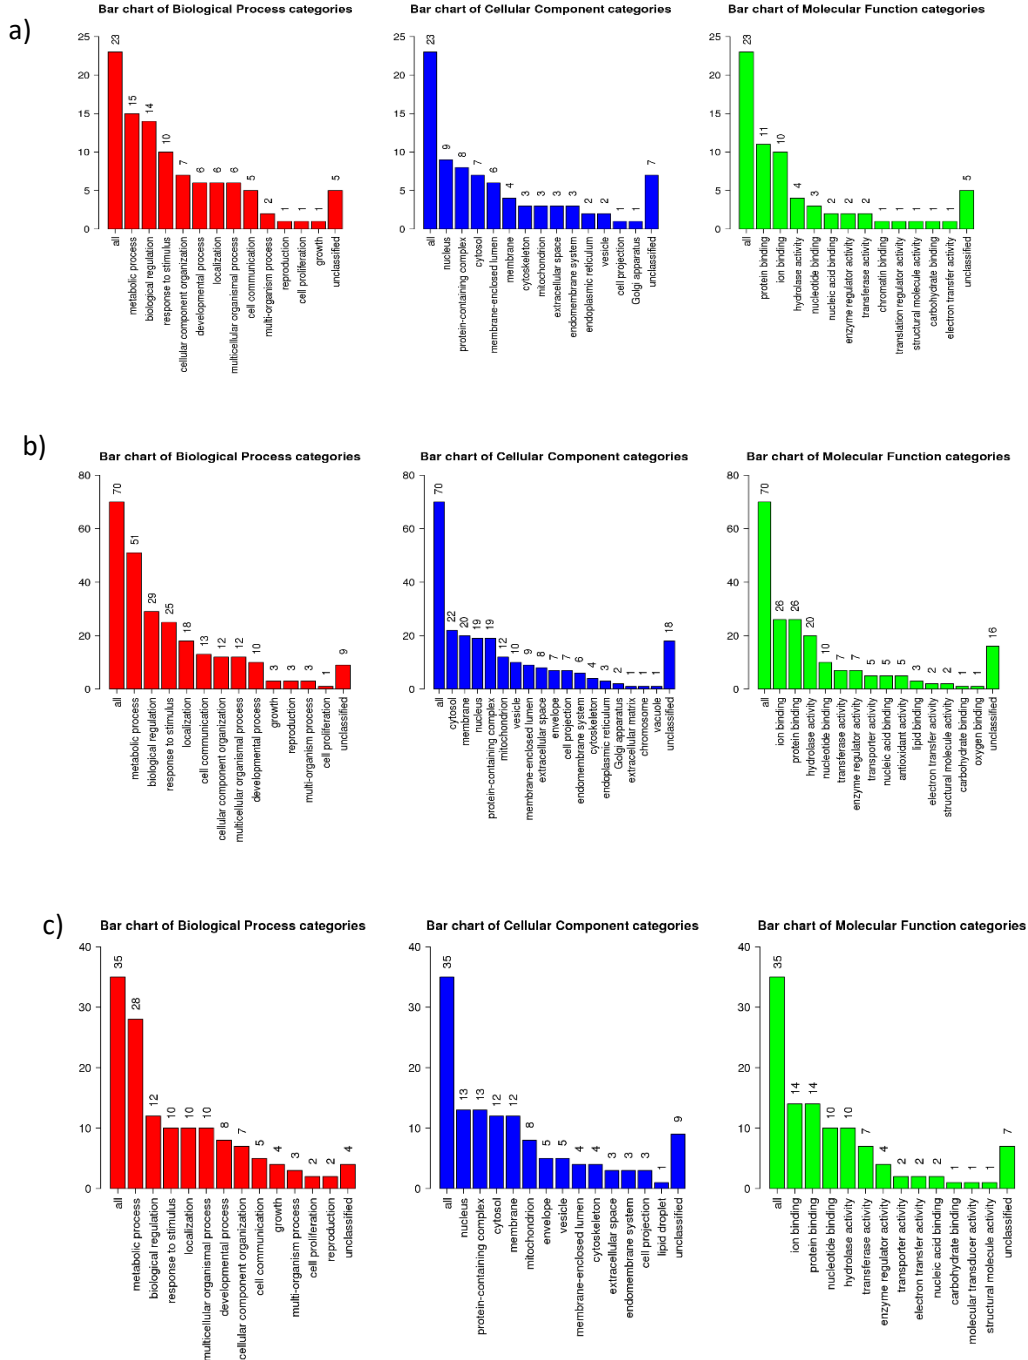 a)
Bar chart of Biological Process categories
25
20
15
10
5
0
23
15
14
10
7
6
6
6
5
2
1
1
1
5
all
metabolic process
biological regulation
response to stimulus
cellular component organization
developmental process
localization
multicellular organismal process
cell communication
multi-organism process
reproduction
cell proliferation
growth
unclassified
Bar chart of Cellular Component categories
25
20
15
10
5
0
23
9
8
7
6
4
3
3
3
3
2
2
1
1
7
all
nucleus
protein-containing complex
cytosol
membrane-enclosed lumen
membrane
cytoskeleton
mitochondrion
extracellular space
endomembrane system
endoplasmic reticulum
vesicle
cell projection
Golgi apparatus
unclassified
Bar chart of Molecular Function categories
25
20
15
10
5
0
23
11
10
4
3
2
2
2
1
1
1
1
1
5
all
protein binding
ion binding
hydrolase activity
nucleotide binding
nucleic acid binding
enzyme regulator activity
transferase activity
chromatin binding
translation regulator activity
structural molecule activity
carbohydrate binding
electron transfer activity
unclassified
b)
Bar chart of Biological Process categories
80
60
40
20
0
70
51
29
25
18
13
12
12
10
3
3
3
1
9
all
metabolic process
biological regulation
response to stimulus
localization
cell communication
cellular component organization
multicellular organismal process
developmental process
growth
reproduction
multi-organism process
cell proliferation
unclassified
Bar chart of Cellular Component categories
80
60
40
20
0
70
22
20
19
19
12
10
9
8
7
7
6
4
3
2
1
1
1
18
all
cytosol
membrane
nucleus
protein-containing complex
mitochondrion
vesicle
membrane-enclosed lumen
extracellular space
envelope
cell projection
endomembrane system
cytoskeleton
endoplasmic reticulum
Golgi apparatus
extracellular matrix
chromosome
vacuole
unclassified
Bar chart of Molecular Function categories
80
60
40
20
0
70
26
26
20
10
7
7
5
5
5
3
2
2
1
1
16
all
ion binding
protein binding
hydrolase activity
nucleotide binding
transferase activity
enzyme regulator activity
transporter activity
nucleic acid binding
antioxidant activity
lipid binding
electron transfer activity
structural molecule activity
carbohydrate binding
oxygen binding
unclassified
c)
Bar chart of Biological Process categories
40
30
20
10
0
35
28
12
10
10
10
8
7
5
4
3
2
2
4
all
metabolic process
biological regulation
response to stimulus
localization
multicellular organismal process
developmental process
cellular component organization
cell communication
growth
multi-organism process
cell proliferation
reproduction
unclassified
Bar chart of Cellular Component categories
40
30
20
10
0
35
13
13
12
12
8
5
5
4
4
3
3
3
1
9
all
nucleus
protein-containing complex
cytosol
membrane
mitochondrion
envelope
vesicle
membrane-enclosed lumen
cytoskeleton
extracellular space
endomembrane system
cell projection
lipid droplet
unclassified
Bar chart of Molecular Function categories
40
30
20
10
0
35
14
14
10
10
7
4
2
2
2
1
1
1
7
all
ion binding
protein binding
nucleotide binding
hydrolase activity
transferase activity
enzyme regulator activity
transporter activity
electron transfer activity
nucleic acid binding
carbohydrate binding
molecular transducer activity
structural molecule activity
unclassified